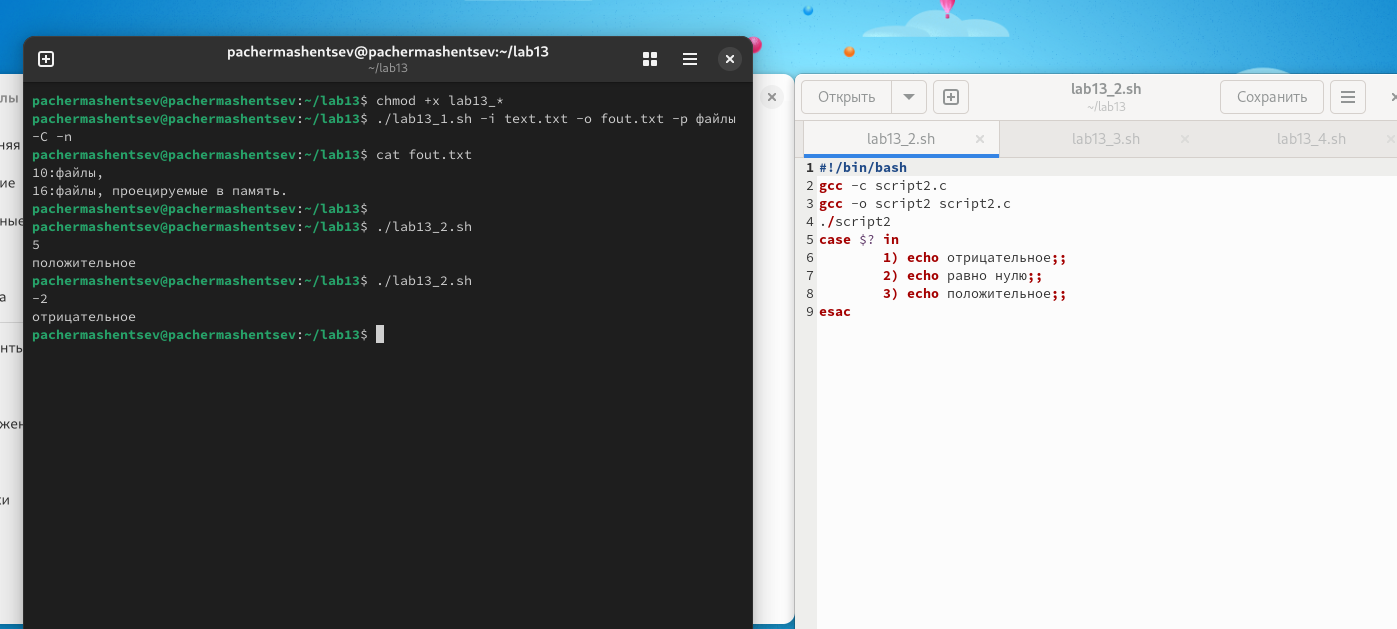 pachermashentsev@pachermashentsev:~/lab13
~/lab13
pachermashentsev@pachermashentsev:~/lab13$ chmod +x lab13_*
pachermashentsev@pachermashentsev:~/lab13$ ./lab13_1.sh -i text.txt -o fout.txt -p файлы
-C -n
pachermashentsev@pachermashentsev:~/lab13$ cat fout.txt
10:файлы,
16:файлы, проецируемые в память.
pachermashentsev@pachermashentsev:~/lab13$
pachermashentsev@pachermashentsev:~/lab13$ ./lab13_2.sh
5
положительное
pachermashentsev@pachermashentsev:~/lab13$ ./lab13_2.sh
-2
отрицательное
pachermashentsev@pachermashentsev:~/lab13$
Открыть
lab13_2.sh
~/lab13
Сохранить
lab13_2.sh
lab13_3.sh
lab13_4.sh
1 #!/bin/bash
2 gcc -c script2.c
3 gcc -o script2 script2.c
4 ./script2
5 case $? in
6 1) echo отрицательное;;
7 2) echo равно нулю;;
8 3) echo положительное;;
9 esac